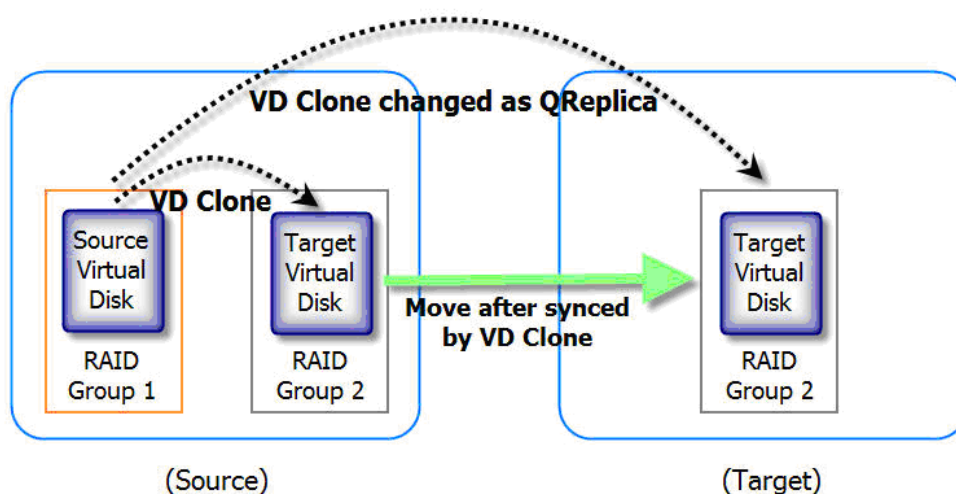 VD Clone changed as QReplica
VD Clone
Source
Virtual
Disk
RAID
Group 1
Target
Virtual
Disk
RAID
Group 2
Move after synced
by VD Clone
Target
Virtual
Disk
RAID
Group 2
(Source)
(Target)